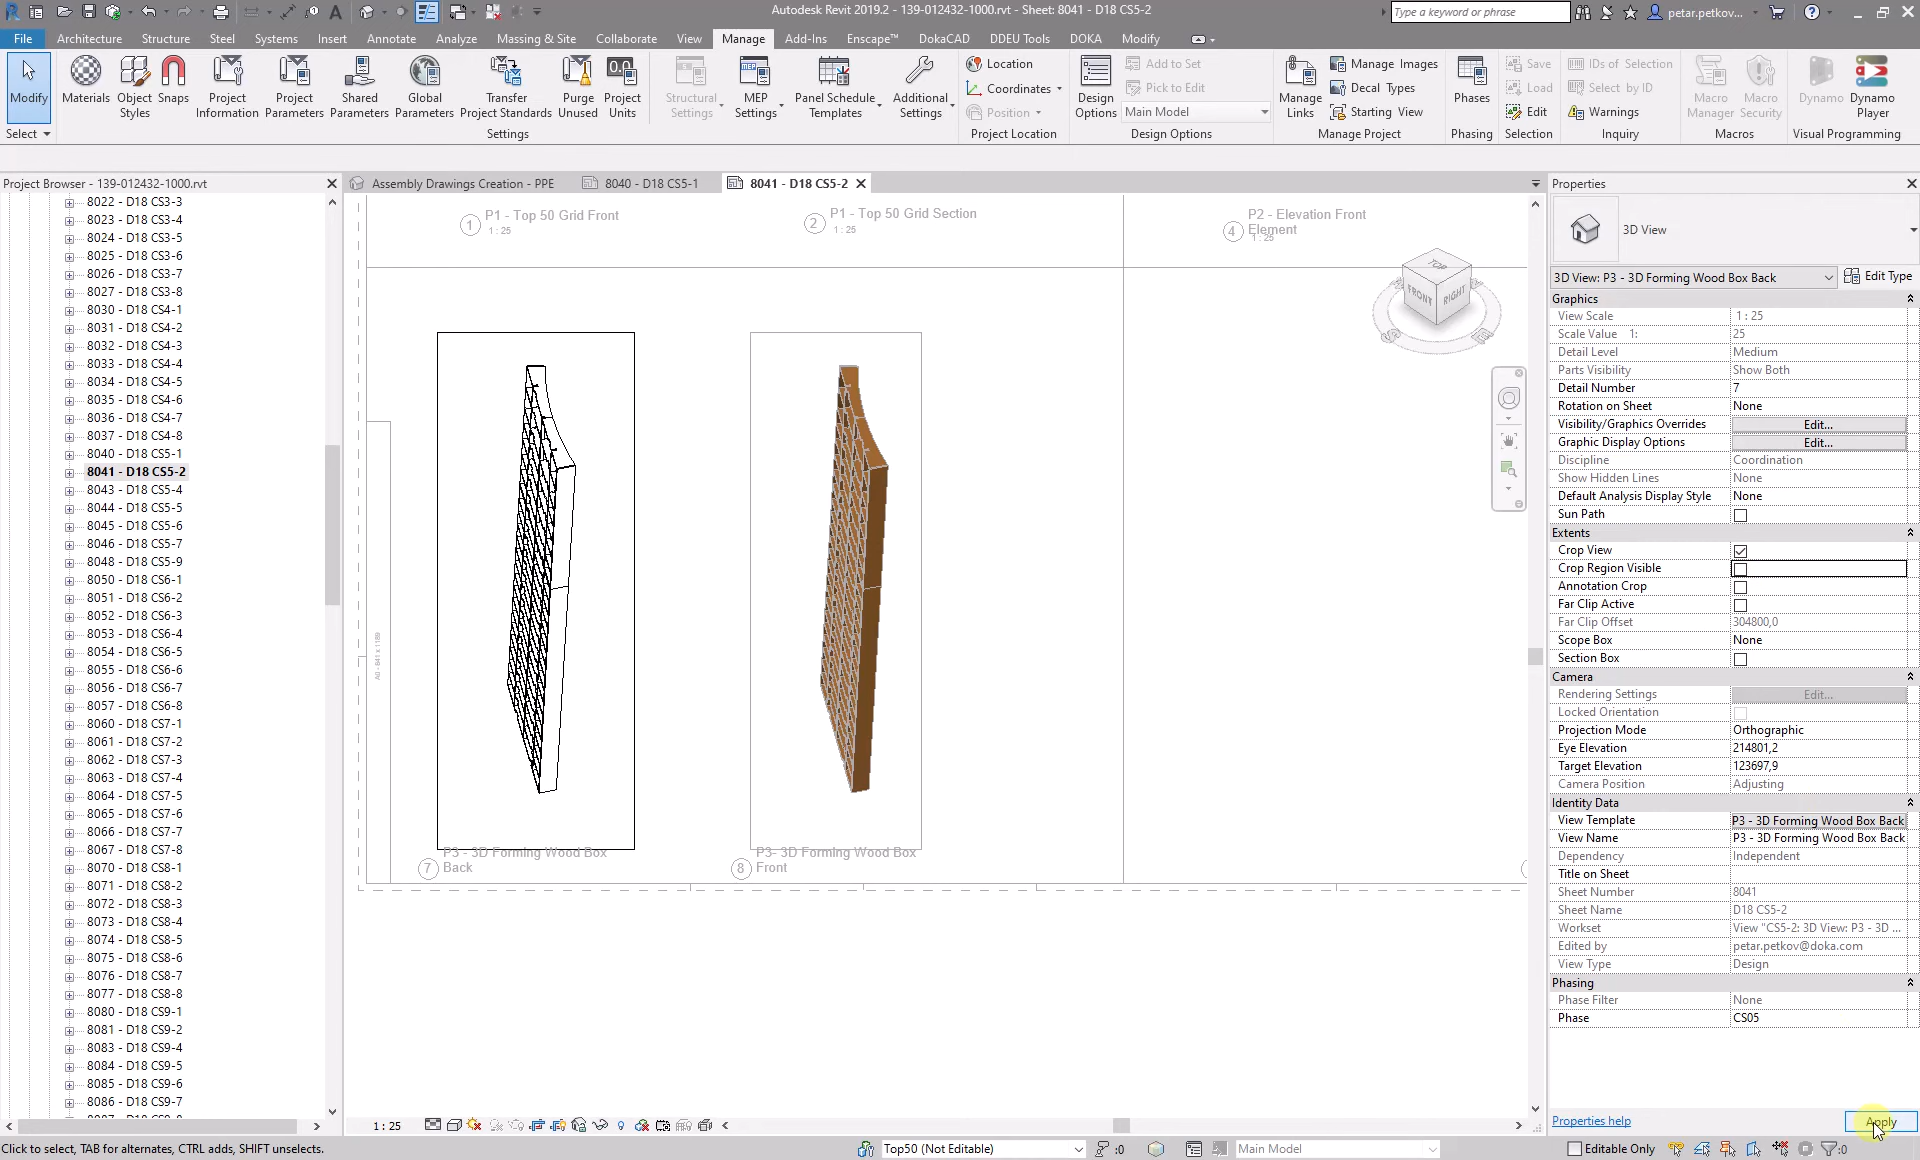 Autodesk Revit 2019.2 - 139-012432-1000.rvt - Sheet: 8041 - D18 CS5-2
Type a keyword or phrase
petar.petkov...
File Architecture Structure Steel Systems Insert Annotate Analyze Massing & Site Collaborate View Manage Add-Ins Enscape™ DokaCAD DDEU Tools DOKA Modify
Modify
Select
Materials
Object Styles
Snaps
Project Information
Project Parameters
Shared Parameters
Global Parameters
Transfer Project Standards
Purge Unused
Project Units
Settings
Structural Settings
MEP Settings
Panel Schedule Templates
Additional Settings
Location
Coordinates
Position
Project Location
Design Options
Add to Set
Pick to Edit
Main Model
Design Options
Manage Links
Manage Images
Decal Types
Starting View
Manage Project
Phases
Phasing
Save
Load
Edit
Selection
IDs of Selection
Select by ID
Warnings
Inquiry
Macro Manager
Macro Security
Macros
Dynamo
Dynamo Player
Visual Programming
Project Browser - 139-012432-1000.rvt
8022 - D18 CS3-3
8023 - D18 CS3-4
8024 - D18 CS3-5
8025 - D18 CS3-6
8026 - D18 CS3-7
8027 - D18 CS3-8
8030 - D18 CS4-1
8031 - D18 CS4-2
8032 - D18 CS4-3
8033 - D18 CS4-4
8034 - D18 CS4-5
8035 - D18 CS4-6
8036 - D18 CS4-7
8037 - D18 CS4-8
8040 - D18 CS5-1
8041 - D18 CS5-2
8043 - D18 CS5-4
8044 - D18 CS5-5
8045 - D18 CS5-6
8046 - D18 CS5-7
8048 - D18 CS5-9
8050 - D18 CS6-1
8051 - D18 CS6-2
8052 - D18 CS6-3
8053 - D18 CS6-4
8054 - D18 CS6-5
8055 - D18 CS6-6
8056 - D18 CS6-7
8057 - D18 CS6-8
8060 - D18 CS7-1
8061 - D18 CS7-2
8062 - D18 CS7-3
8063 - D18 CS7-4
8064 - D18 CS7-5
8065 - D18 CS7-6
8066 - D18 CS7-7
8067 - D18 CS7-8
8070 - D18 CS8-1
8071 - D18 CS8-2
8072 - D18 CS8-3
8073 - D18 CS8-4
8074 - D18 CS8-5
8075 - D18 CS8-6
8076 - D18 CS8-7
8077 - D18 CS8-8
8080 - D18 CS9-1
8081 - D18 CS9-2
8083 - D18 CS9-4
8084 - D18 CS9-5
8085 - D18 CS9-6
8086 - D18 CS9-7
Assembly Drawings Creation - PPE
8040 - D18 CS5-1
8041 - D18 CS5-2
1 P1 - Top 50 Grid Front
1 : 25
2 P1 - Top 50 Grid Section
1 : 25
4 P2 - Elevation Front
Element
1 : 25
TOP
FRONT
RIGHT
A0 - 841 x 1189
7 P3 - 3D Forming Wood Box
Back
8 P3- 3D Forming Wood Box
Front
Properties
3D View
3D View: P3 - 3D Forming Wood Box Back
Edit Type
Graphics
View Scale 1 : 25
Scale Value 1: 25
Detail Level Medium
Parts Visibility Show Both
Detail Number 7
Rotation on Sheet None
Visibility/Graphics Overrides Edit...
Graphic Display Options Edit...
Discipline Coordination
Show Hidden Lines None
Default Analysis Display Style None
Sun Path
Extents
Crop View
Crop Region Visible
Annotation Crop
Far Clip Active
Far Clip Offset 304800,0
Scope Box None
Section Box
Camera
Rendering Settings Edit...
Locked Orientation
Projection Mode Orthographic
Eye Elevation 214801,2
Target Elevation 123697,9
Camera Position Adjusting
Identity Data
View Template P3 - 3D Forming Wood Box Back
View Name P3 - 3D Forming Wood Box Back
Dependency Independent
Title on Sheet
Sheet Number 8041
Sheet Name D18 CS5-2
Workset View "CS5-2: 3D View: P3 - 3D ...
Edited by petar.petkov@doka.com
View Type Design
Phasing
Phase Filter None
Phase CS05
Properties help
Apply
1 : 25
Click to select, TAB for alternates, CTRL adds, SHIFT unselects.
Top50 (Not Editable)
:0
Main Model
Editable Only
:0